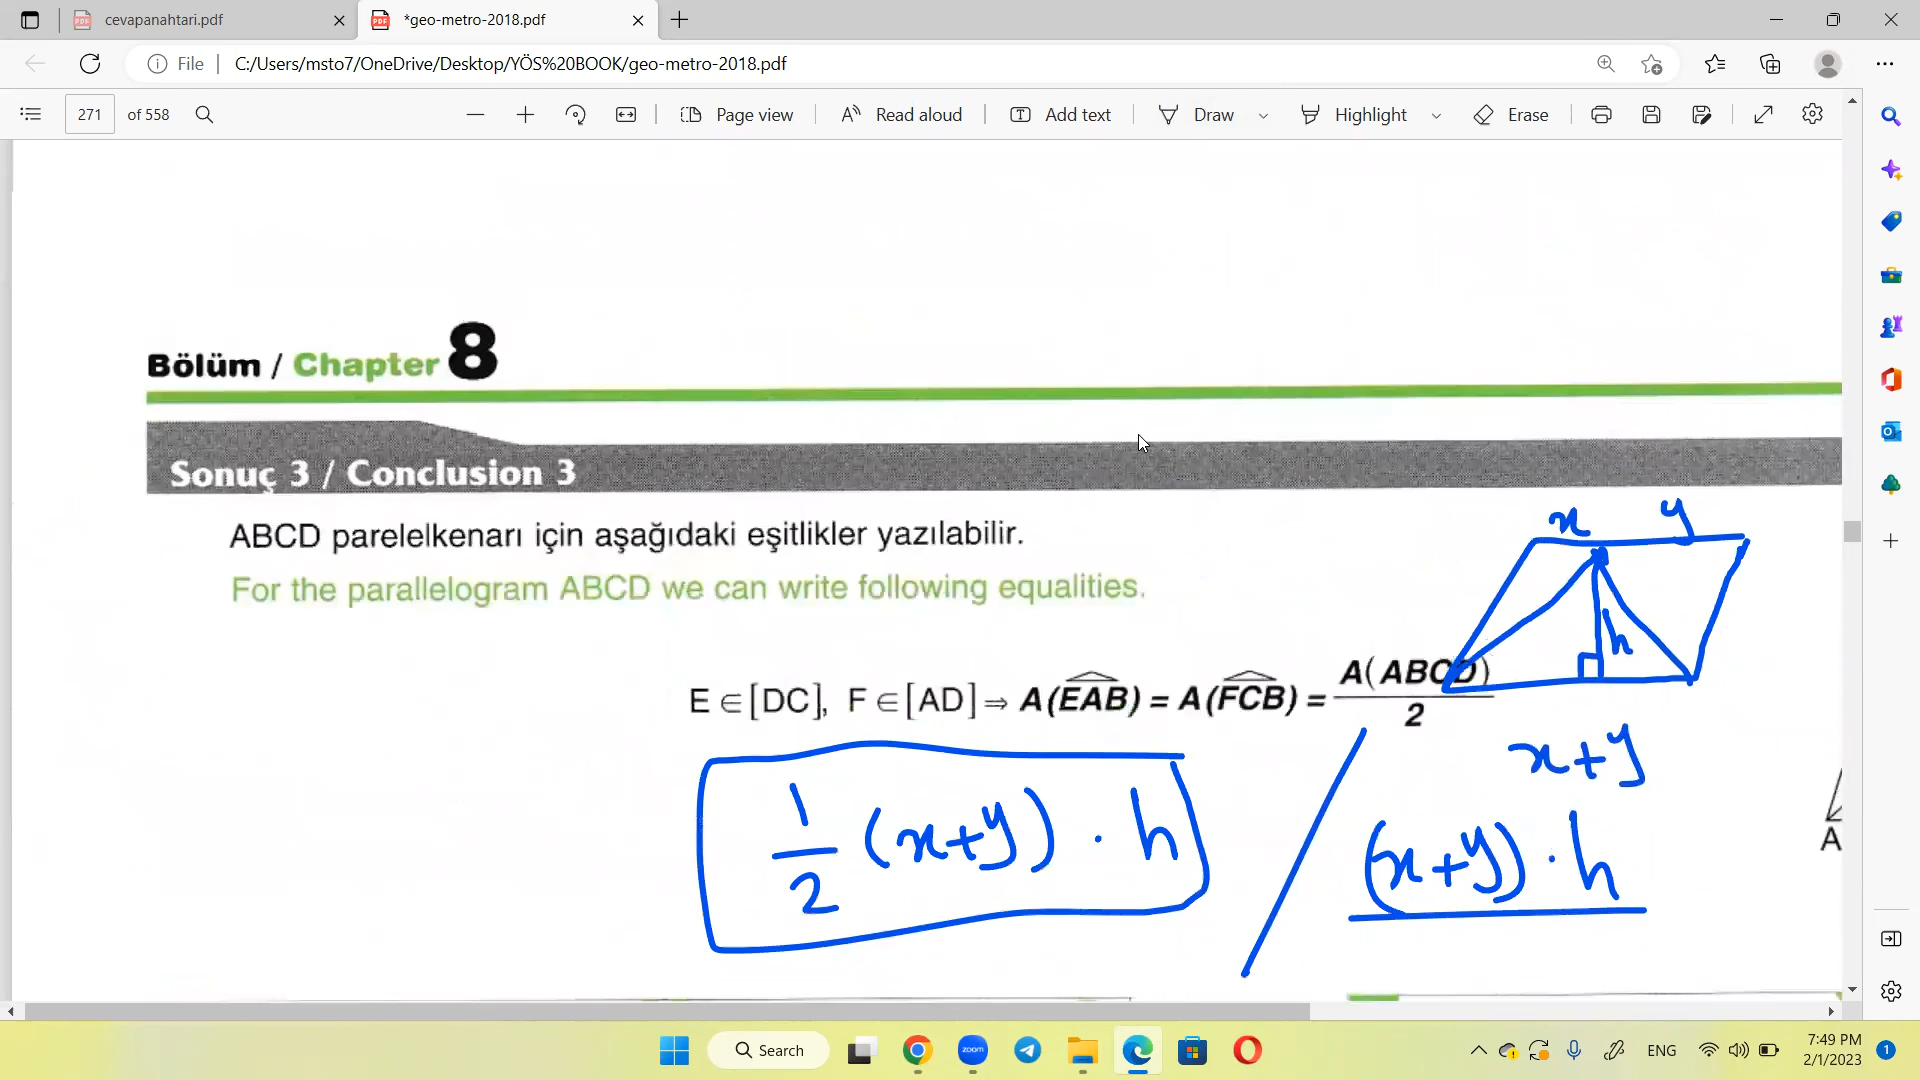 cevapanahtari.pdf
*geo-metro-2018.pdf
File
C:/Users/msto7/OneDrive/Desktop/YÖS%20BOOK/geo-metro-2018.pdf
271 of 558
Page view
Read aloud
Add text
Draw
Highlight
Erase
Bölüm / Chapter 8
Sonuç 3 / Conclusion 3
ABCD parelelkenarı için aşağıdaki eşitlikler yazılabilir.
For the parallelogram ABCD we can write following equalities.
x y
h
E ∈ [DC], F ∈ [AD] ⇒ A(EAB) = A(FCB) = A(ABCD) / 2
x+y
1/2 (x+y) · h
(x+y) · h
A
Search
zoom
ENG
7:49 PM
2/1/2023
1